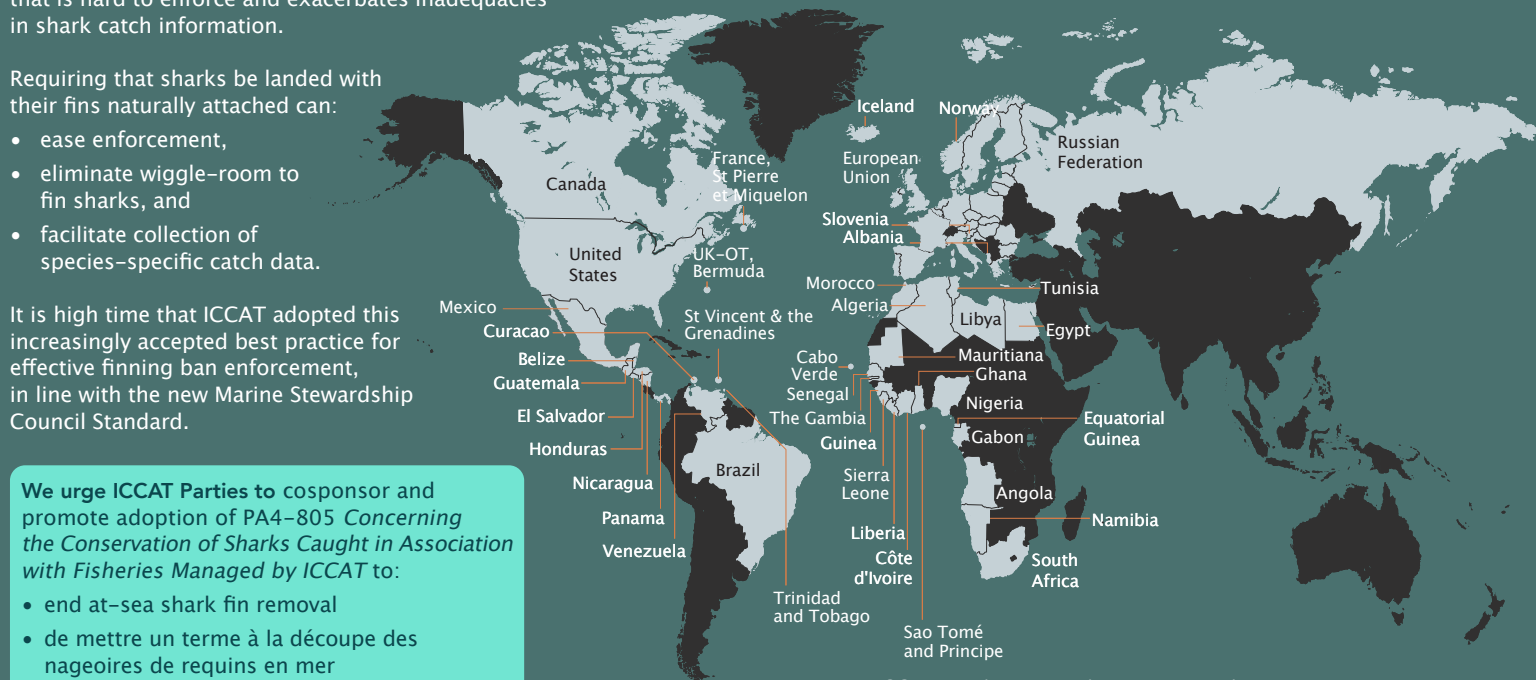 that is hard to enforce and exacerbates inadequacies
in shark catch information.
Requiring that sharks be landed with
their fins naturally attached can:
• ease enforcement,
• eliminate wiggle-room to
fin sharks, and
• facilitate collection of
species-specific catch data.
It is high time that ICCAT adopted this
increasingly accepted best practice for
effective finning ban enforcement,
in line with the new Marine Stewardship
Council Standard.
We urge ICCAT Parties to cosponsor and
promote adoption of PA4-805 Concerning
the Conservation of Sharks Caught in Association
with Fisheries Managed by ICCAT to:
• end at-sea shark fin removal
• de mettre un terme à la découpe des
nageoires de requins en mer
Canada
United
States
Mexico
Curacao
Belize
Guatemala
El Salvador
Honduras
Nicaragua
Panama
Venezuela
France,
St Pierre
et Miquelon
UK-OT,
Bermuda
St Vincent & the
Grenadines
Brazil
Trinidad
and Tobago
Iceland
Norway
European
Union
Russian
Federation
Slovenia
Albania
Morocco
Algeria
Tunisia
Libya
Egypt
Cabo
Verde
Senegal
The Gambia
Guinea
Sierra
Leone
Liberia
Côte
d'Ivoire
Sao Tomé
and Principe
Mauritiana
Ghana
Nigeria
Equatorial
Guinea
Gabon
Angola
Namibia
South
Africa